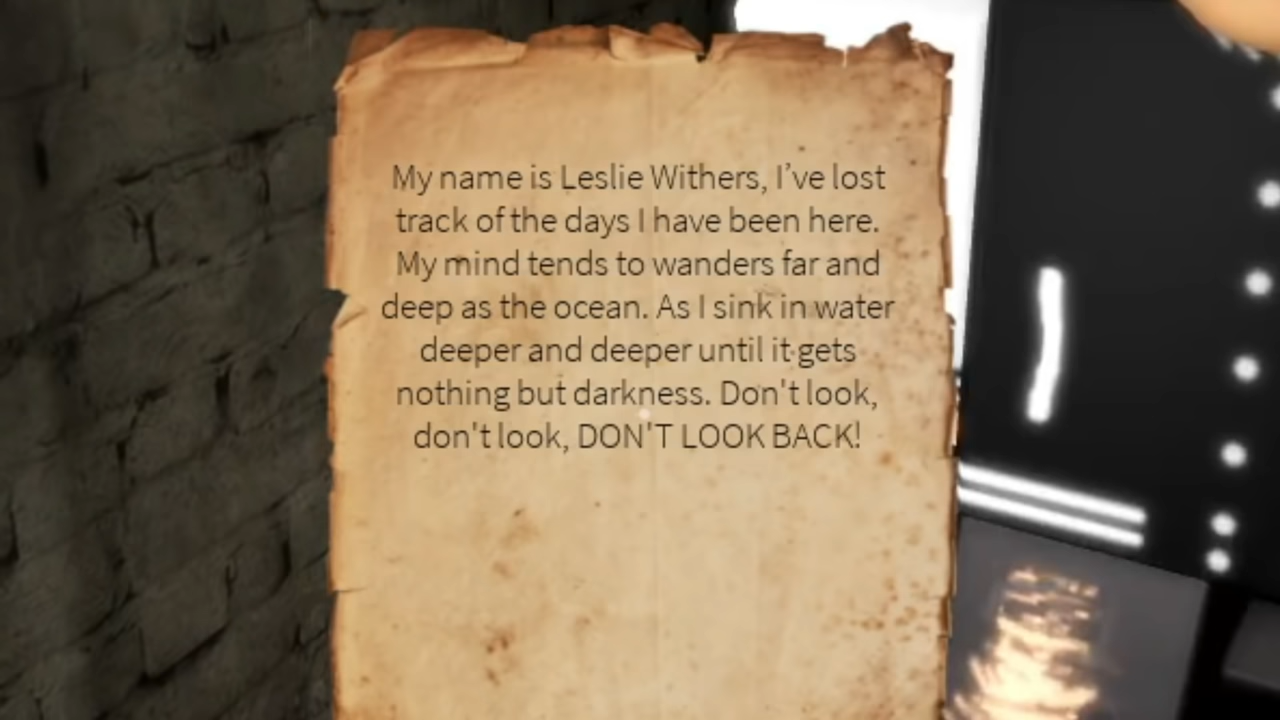 My name is Leslie Withers, I’ve lost
track of the days I have been here.
My mind tends to wanders far and
deep as the ocean. As I sink in water
deeper and deeper until it gets
nothing but darkness. Don't look,
don't look, DON'T LOOK BACK!